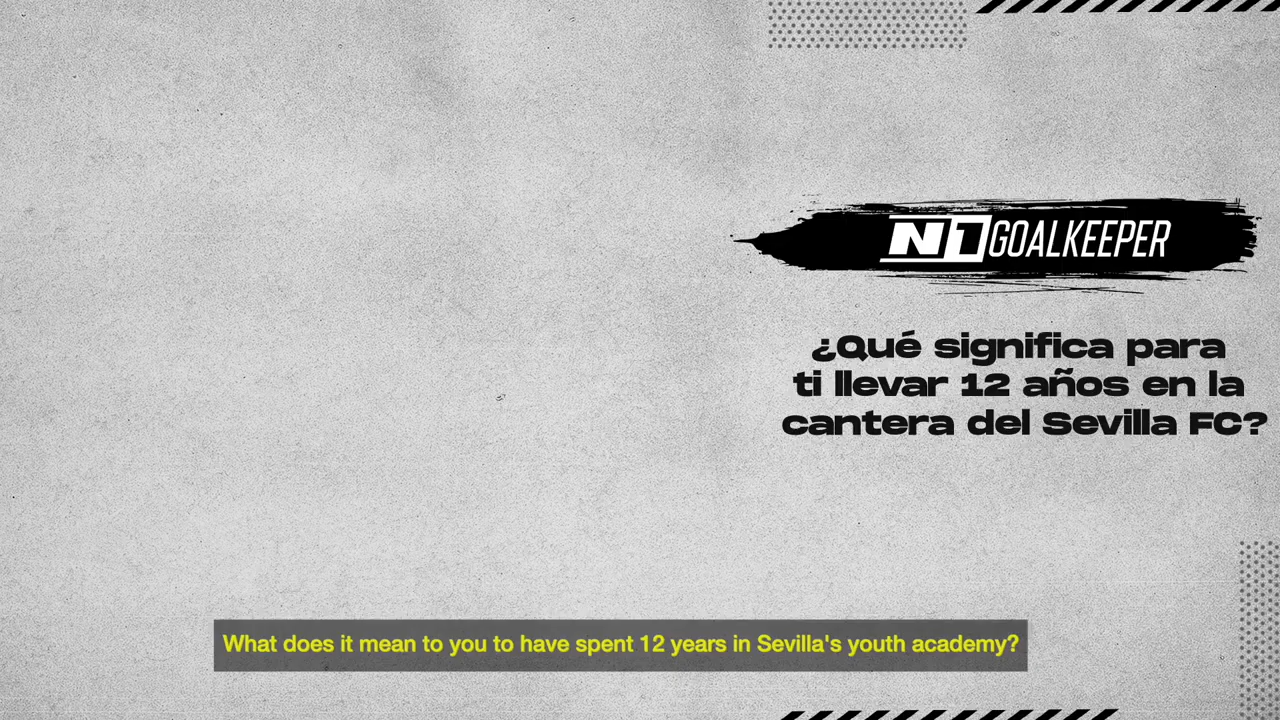 N1 GOALKEEPER
¿Qué significa para
ti llevar 12 años en la
cantera del Sevilla FC?
What does it mean to you to have spent 12 years in Sevilla's youth academy?